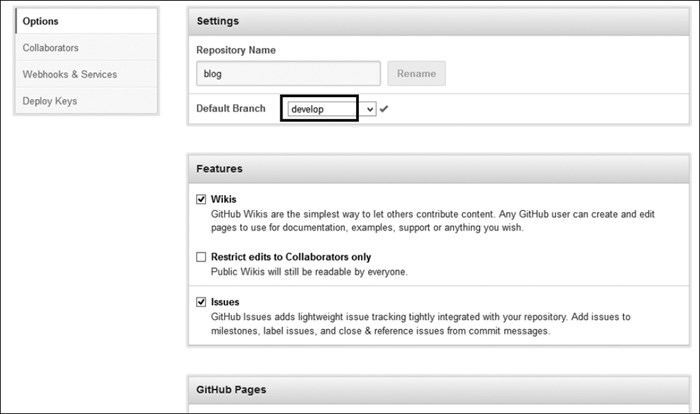 Options
Collaborators
Webhooks & Services
Deploy Keys
Settings
Repository Name
blog
Rename
Default Branch
develop
Features
Wikis
GitHub Wikis are the simplest way to let others contribute content. Any GitHub user can create and edit
pages to use for documentation, examples, support or anything you wish.
Restrict edits to Collaborators only
Public Wikis will still be readable by everyone.
Issues
GitHub Issues adds lightweight issue tracking tightly integrated with your repository. Add issues to
milestones, label issues, and close & reference issues from commit messages.
GitHub Pages